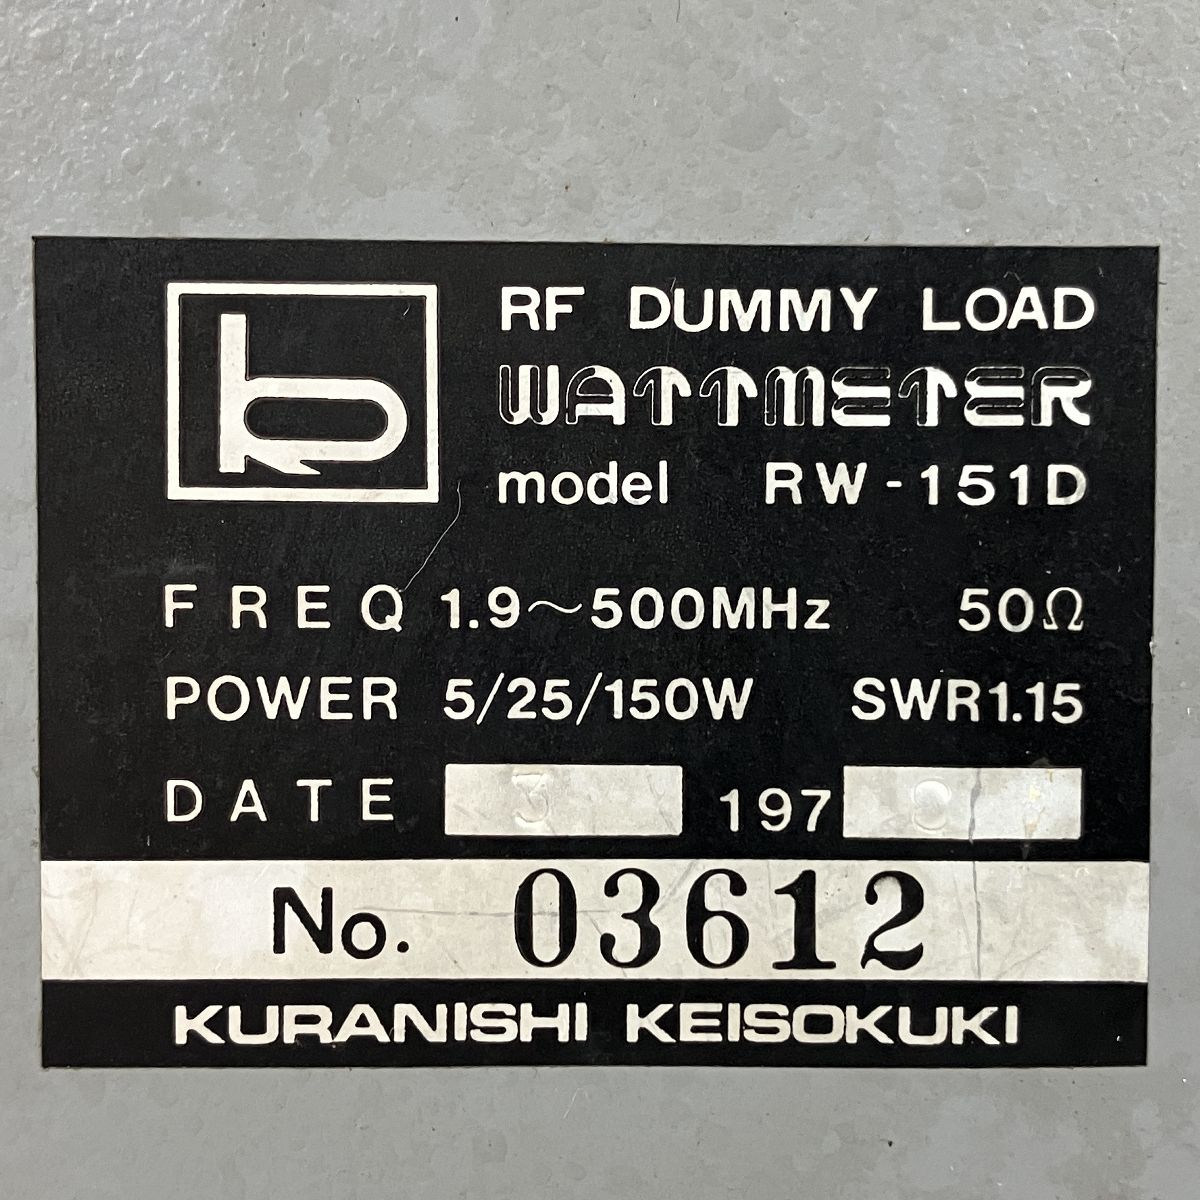 RF DUMMY LOAD
WATTMETER
model RW-151D
FREQ 1.9～500MHz 50Ω
POWER 5/25/150W SWR1.15
DATE 3 1978
No. 03612
KURANISHI KEISOKUKI